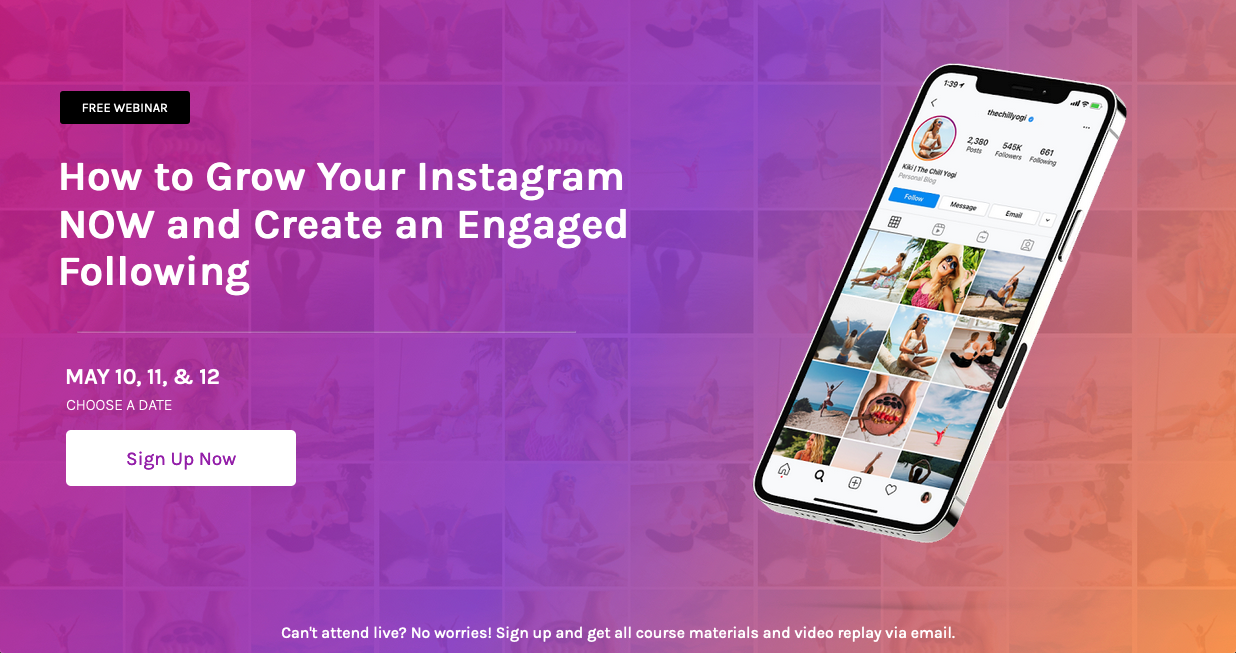 FREE WEBINAR
How to Grow Your Instagram
NOW and Create an Engaged
Following
MAY 10, 11, & 12
CHOOSE A DATE
Sign Up Now
1:39
thechillyogi
2,380 545K 661
Posts Followers Following
Kiki | The Chill Yogi
Personal Blog
Follow Message Email
Can't attend live? No worries! Sign up and get all course materials and video replay via email.